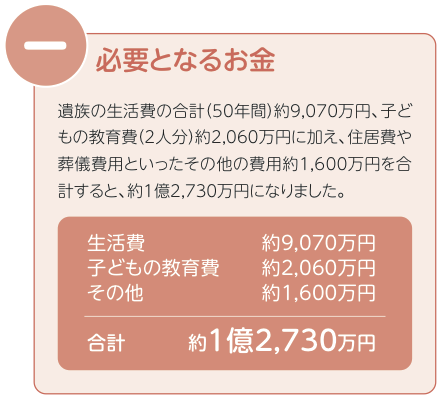 必要となるお金
遺族の生活費の合計(50年間)約9,070万円、子ど
もの教育費(2人分)約2,060万円に加え、住居費や
葬儀費用といったその他の費用約1,600万円を合
計すると、約1億2,730万円になりました。
生活費 約9,070万円
子どもの教育費 約2,060万円
その他 約1,600万円
合計 約1億2,730万円